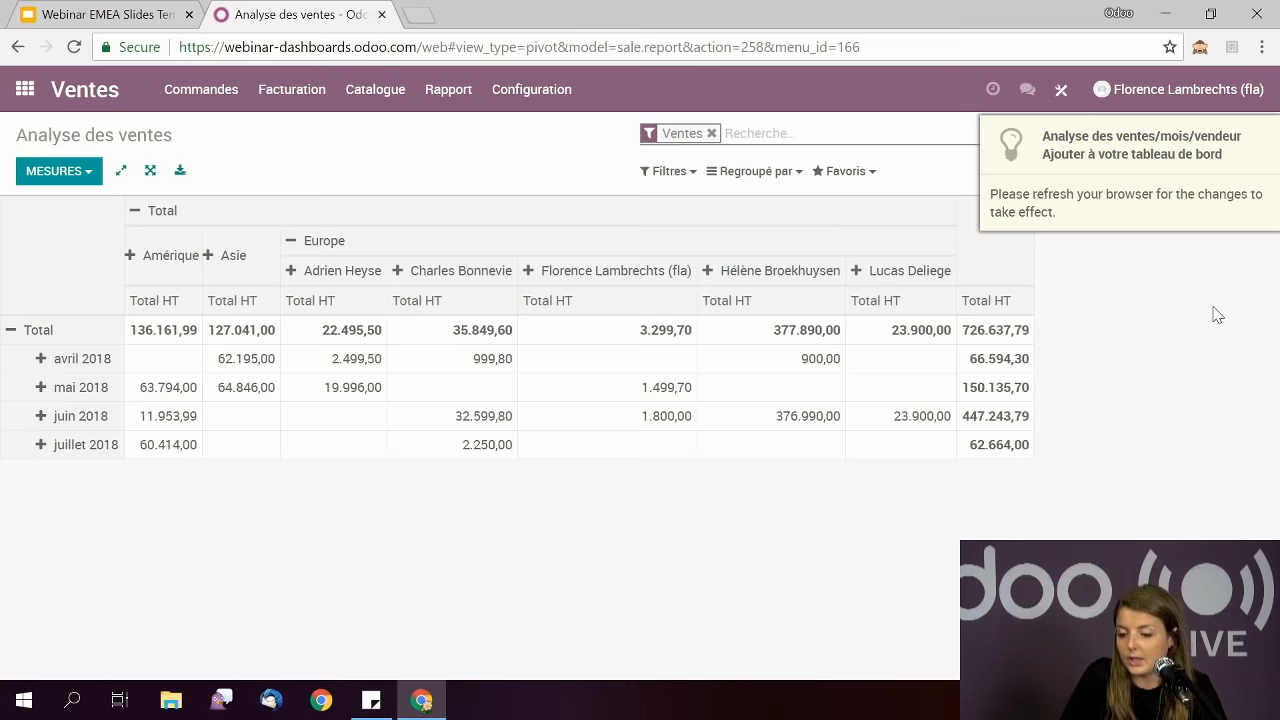 Webinar EMEA Slides Tem
Analyse des ventes - Odo
Odoo
Secure
https://webinar-dashboards.odoo.com/web#view_type=pivot&model=sale.report&action=258&menu_id=166
Ventes Commandes Facturation Catalogue Rapport Configuration Florence Lambrechts (fla)
Analyse des ventes
Ventes Recherche...
Analyse des ventes/mois/vendeur
Ajouter à votre tableau de bord
MESURES Filtres Regroupé par Favoris
Please refresh your browser for the changes to
take effect.
Total
Amérique Asie Europe
Adrien Heyse Charles Bonnevie Florence Lambrechts (fla) Hélène Broekhuysen Lucas Deliege
Total HT Total HT Total HT Total HT Total HT Total HT Total HT Total HT
Total 136.161,99 127.041,00 22.495,50 35.849,60 3.299,70 377.890,00 23.900,00 726.637,79
avril 2018 62.195,00 2.499,50 999,80 900,00 66.594,30
mai 2018 63.794,00 64.846,00 19.996,00 1.499,70 150.135,70
juin 2018 11.953,99 32.599,80 1.800,00 376.990,00 23.900,00 447.243,79
juillet 2018 60.414,00 2.250,00 62.664,00
doo
IVE